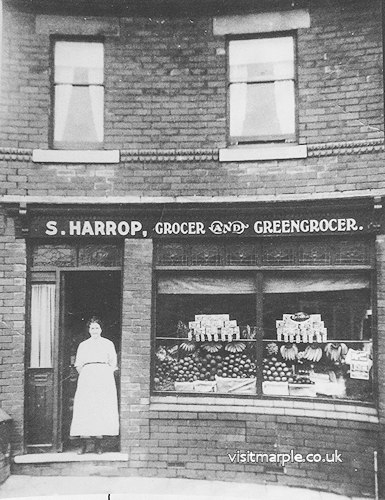 S. HARROP, GROCER AND GREENGROCER.
visitmarple.co.uk